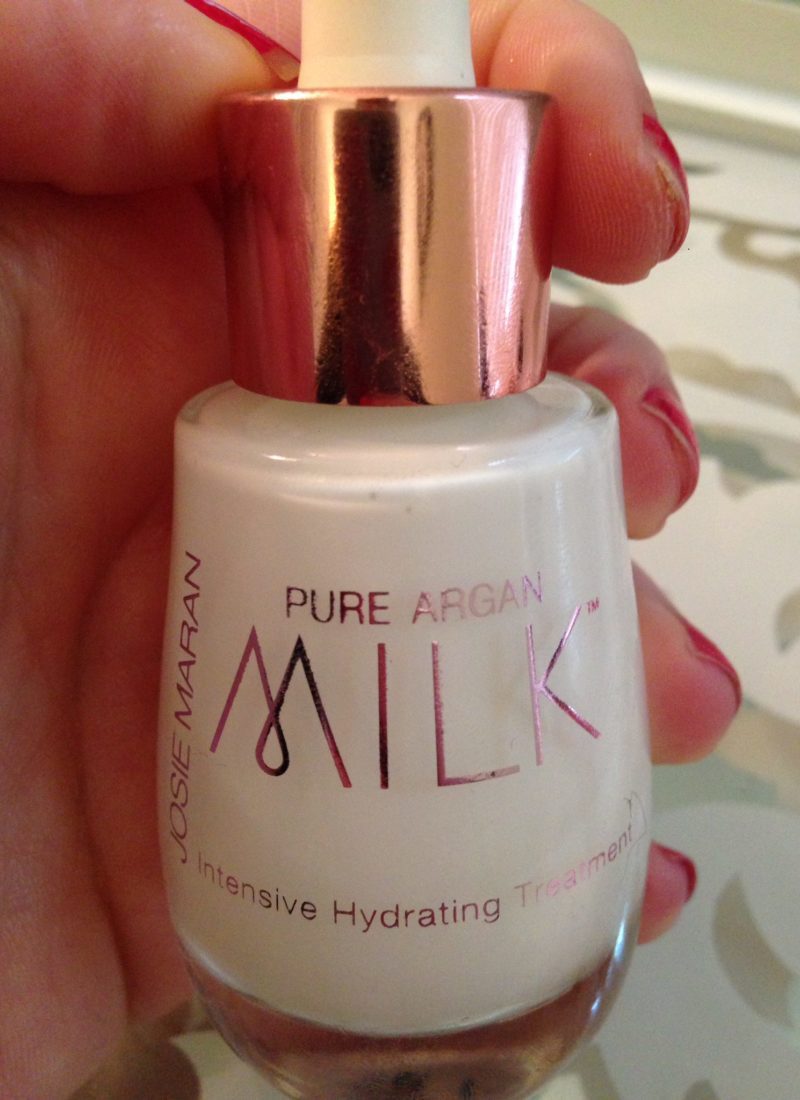 PURE ARGAN
MILK™
JOSIE MARAN
Intensive Hydrating Treatment